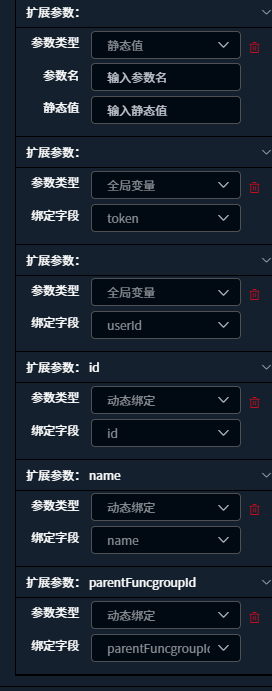 扩展参数：
参数类型 静态值
参数名 输入参数名
静态值 输入静态值
扩展参数：
参数类型 全局变量
绑定字段 token
扩展参数：
参数类型 全局变量
绑定字段 userId
扩展参数： id
参数类型 动态绑定
绑定字段 id
扩展参数： name
参数类型 动态绑定
绑定字段 name
扩展参数： parentFuncgroupId
参数类型 动态绑定
绑定字段 parentFuncgroupId